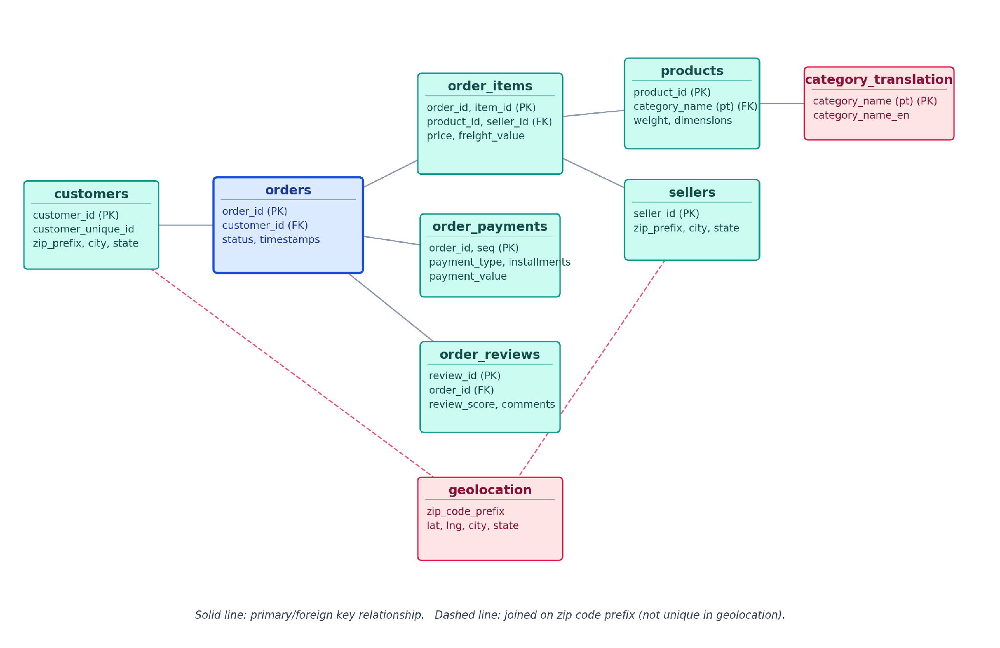 customers
customer_id (PK)
customer_unique_id
zip_prefix, city, state
orders
order_id (PK)
customer_id (FK)
status, timestamps
order_items
order_id, item_id (PK)
product_id, seller_id (FK)
price, freight_value
order_payments
order_id, seq (PK)
payment_type, installments
payment_value
order_reviews
review_id (PK)
order_id (FK)
review_score, comments
products
product_id (PK)
category_name (pt) (FK)
weight, dimensions
sellers
seller_id (PK)
zip_prefix, city, state
category_translation
category_name (pt) (PK)
category_name_en
geolocation
zip_code_prefix
lat, lng, city, state
Solid line: primary/foreign key relationship.   Dashed line: joined on zip code prefix (not unique in geolocation).